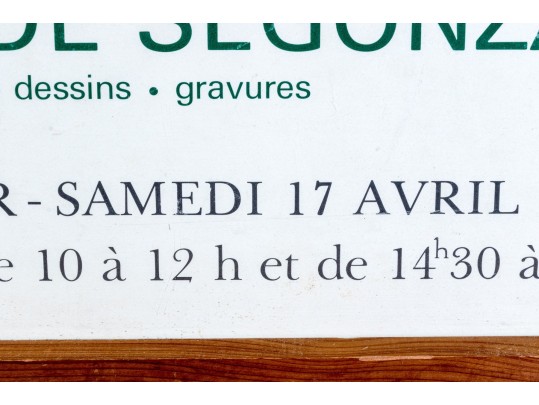 DE SEGONZA
dessins • gravures
R - SAMEDI 17 AVRIL
e 10 à 12 h et de 14h30 à